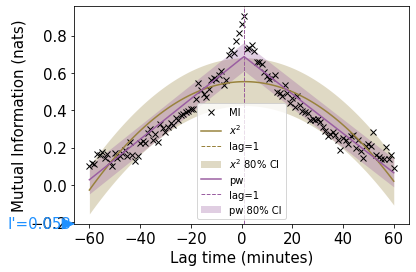 Mutual Information (nats)
0.8
0.6
0.4
0.2
0.0
MI
x²
lag=1
x² 80% CI
pw
lag=1
pw 80% CI
−60
−40
−20
0
20
40
60
Lag time (minutes)